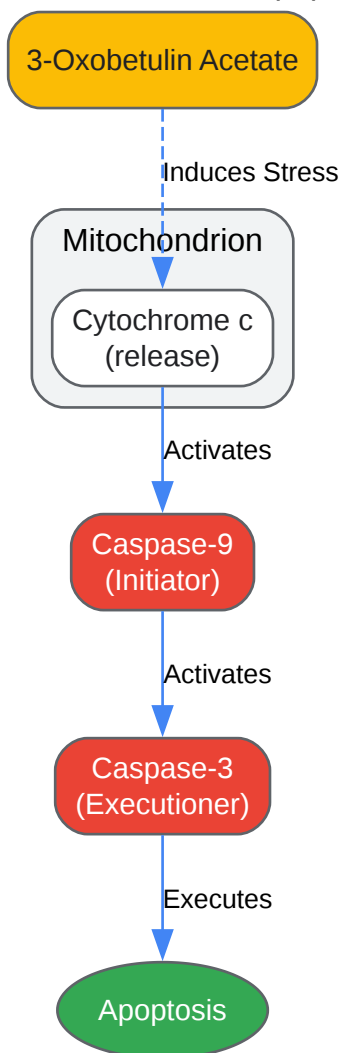 3-Oxobetulin Acetate
Induces Stress
Mitochondrion
Cytochrome c
(release)
Activates
Caspase-9
(Initiator)
Activates
Caspase-3
(Executioner)
Executes
Apoptosis